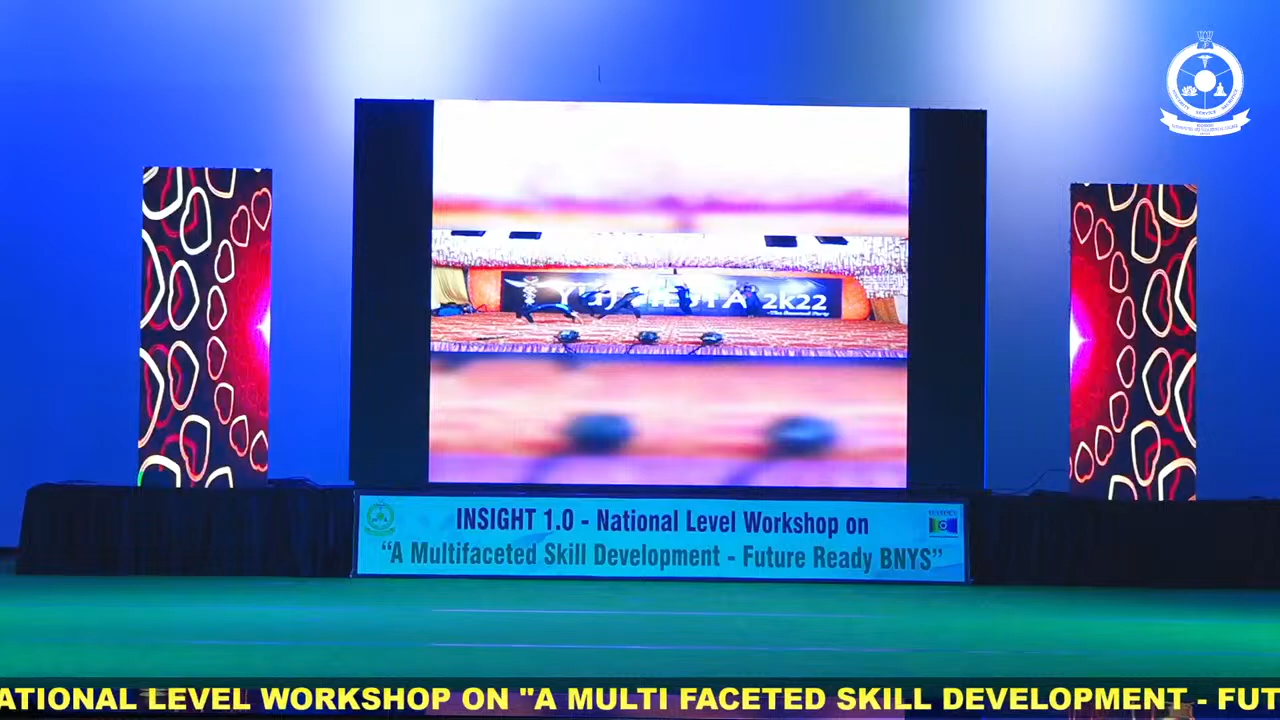 2K22
INSIGHT 1.0 - National Level Workshop on
“A Multifaceted Skill Development - Future Ready BNYS”
ATIONAL LEVEL WORKSHOP ON "A MULTI FACETED SKILL DEVELOPMENT - FUT